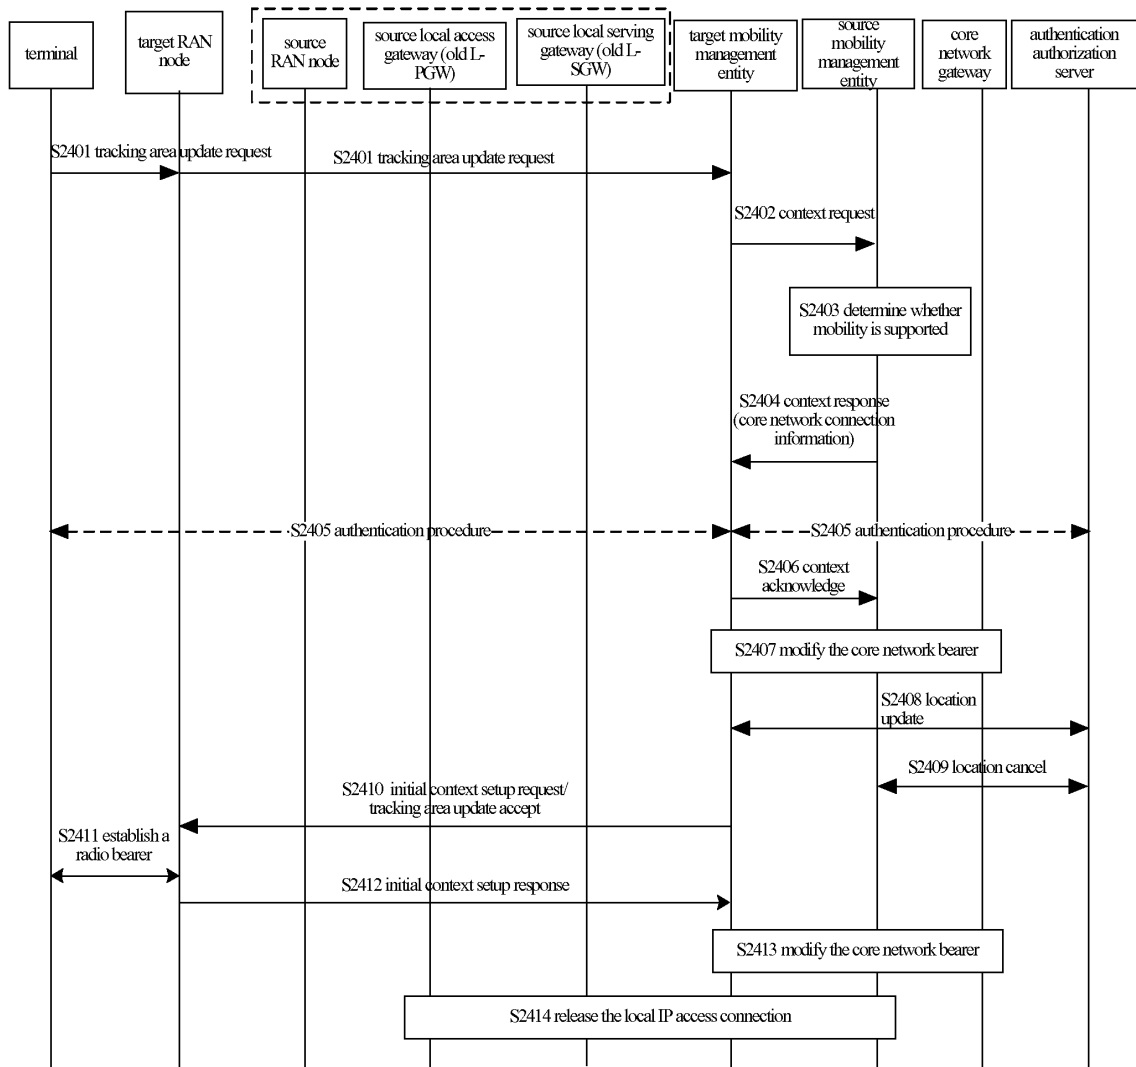 terminal
target RAN
node
source
RAN node
source local access
gateway (old L-
PGW)
source local serving
gateway (old L-
SGW)
target mobility
management
entity
source
mobility
management
entity
core
network
gateway
authentication
authorization
server
S2401 tracking area update request
S2401 tracking area update request
S2402 context request
S2403 determine whether
mobility is supported
S2404 context response
(core network connection
information)
S2405 authentication procedure
S2405 authentication procedure
S2406 context
acknowledge
S2407 modify the core network bearer
S2408 location
update
S2409 location cancel
S2410 initial context setup request/
tracking area update accept
S2411 establish a
radio bearer
S2412 initial context setup response
S2413 modify the core network bearer
S2414 release the local IP access connection